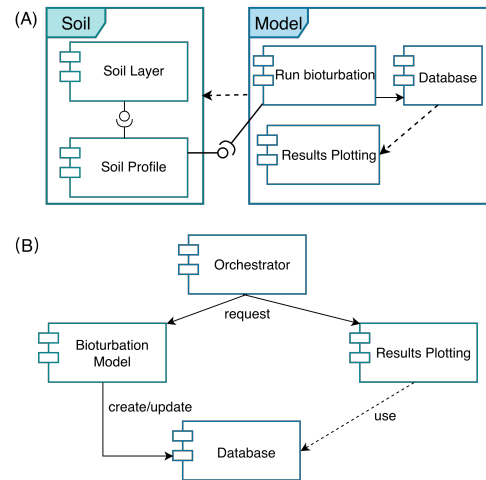 (A)
Soil
Model
Soil Layer
Run bioturbation
Database
Soil Profile
Results Plotting
(B)
Orchestrator
request
Bioturbation
Model
Results Plotting
create/update
use
Database